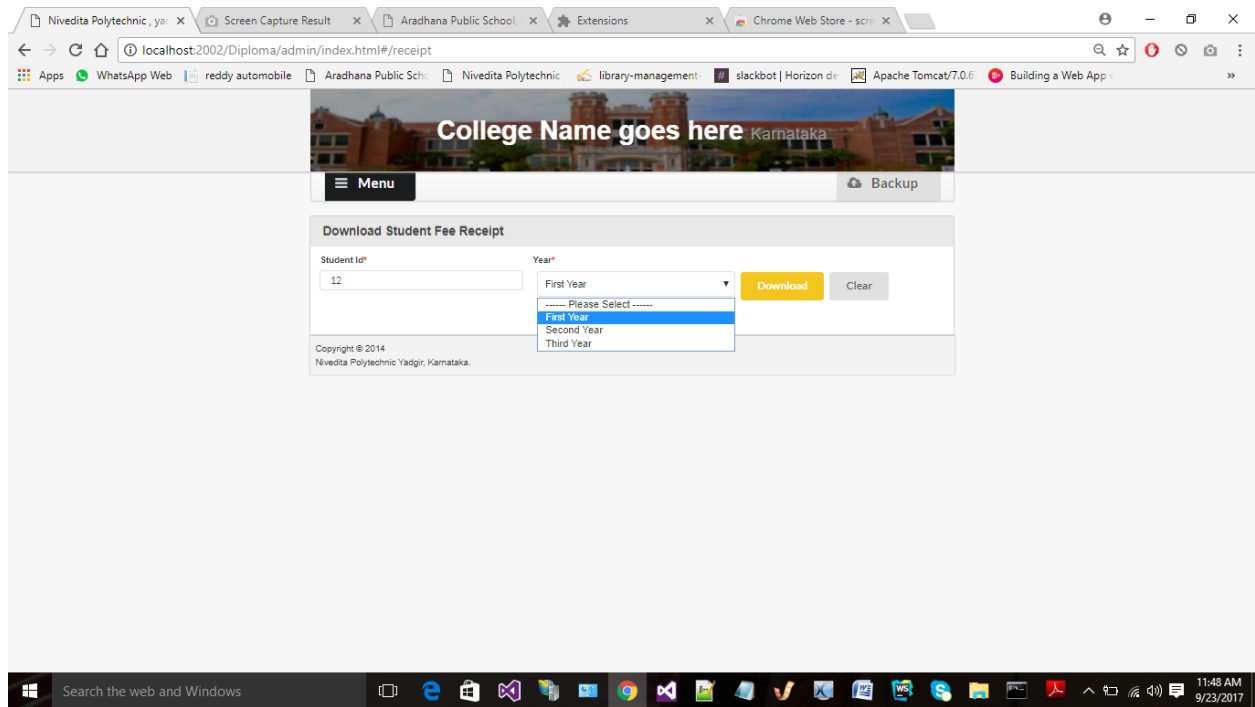 Nivedita Polytechnic , ya
Screen Capture Result
Aradhana Public School,
Extensions
Chrome Web Store - scre
localhost:2002/Diploma/admin/index.html#/receipt
Apps
WhatsApp Web
reddy automobile
Aradhana Public Scho
Nivedita Polytechnic ,
library-management-
slackbot | Horizon de
Apache Tomcat/7.0.6
Building a Web App
»
College Name goes here Karnataka
Menu
Backup
Download Student Fee Receipt
Student Id*
Year*
12
First Year
Download
Clear
------ Please Select ------
First Year
Second Year
Third Year
Copyright © 2014
Nivedita Polytechnic Yadgir, Karnataka.
Search the web and Windows
11:48 AM
9/23/2017